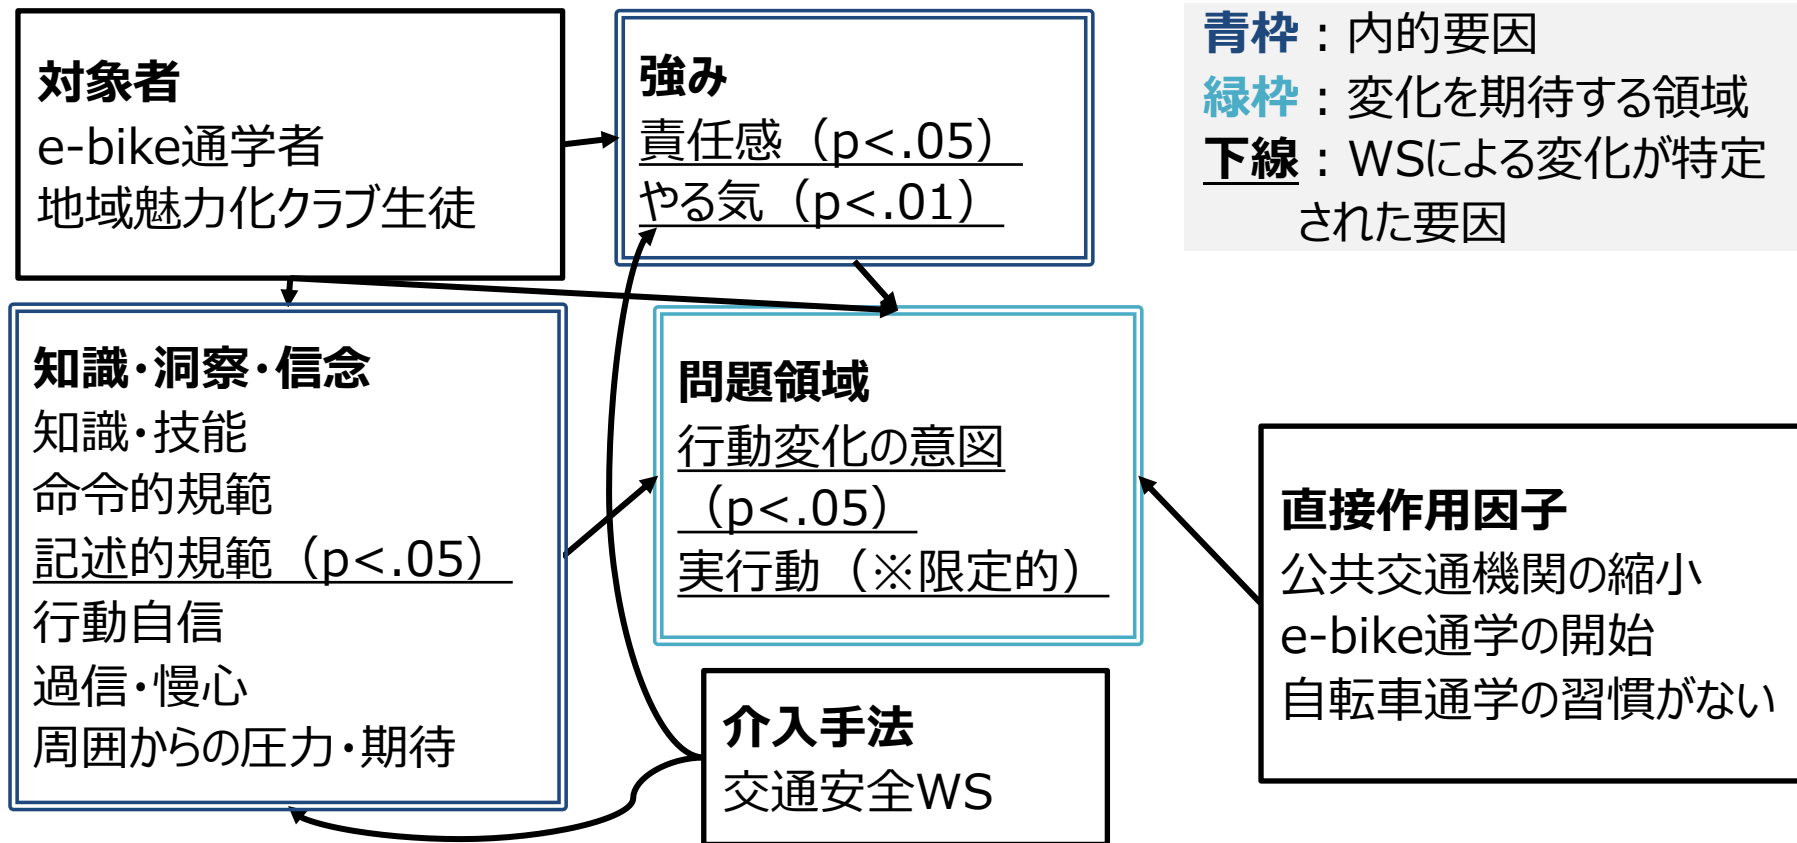 対象者
e-bike通学者
地域魅力化クラブ生徒
強み
責任感（p<.05）
やる気（p<.01）
青枠：内的要因
緑枠：変化を期待する領域
下線：WSによる変化が特定
された要因
知識・洞察・信念
知識・技能
命令的規範
記述的規範（p<.05）
行動自信
過信・慢心
周囲からの圧力・期待
問題領域
行動変化の意図
（p<.05）
実行動（※限定的）
直接作用因子
公共交通機関の縮小
e-bike通学の開始
自転車通学の習慣がない
介入手法
交通安全WS